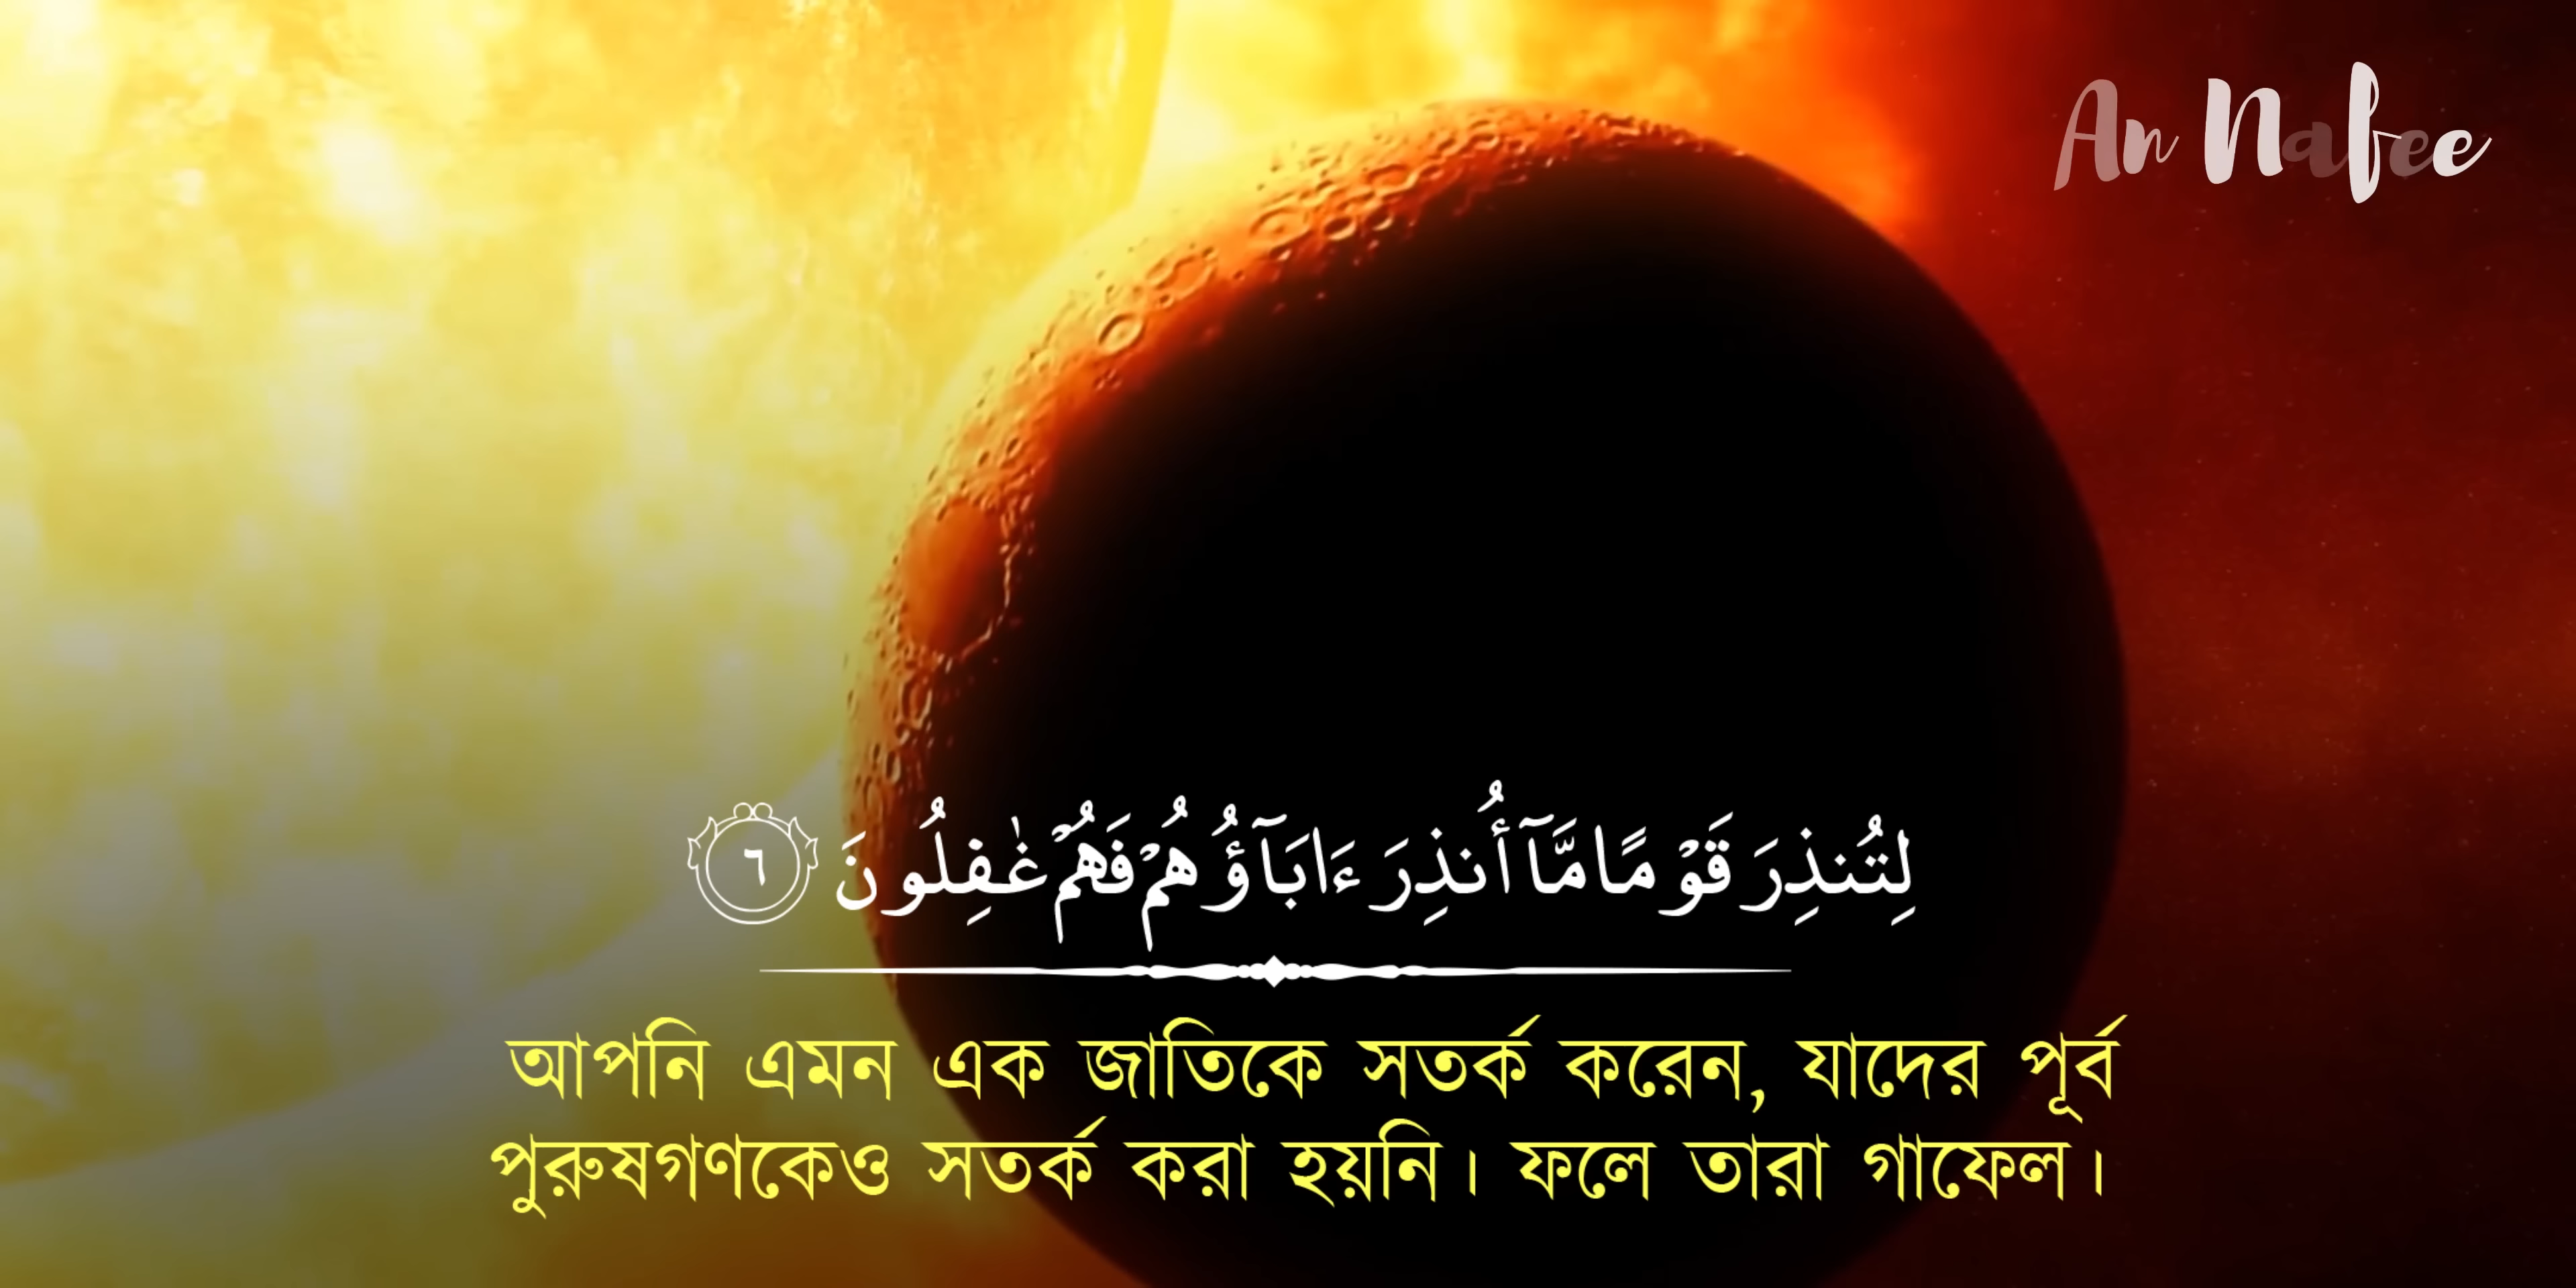 An Nafee
لِتُنذِرَ قَوْمًا مَّآ أُنذِرَ ءَابَآؤُهُمْ فَهُمْ غَٰفِلُونَ ٦
আপনি এমন এক জাতিকে সতর্ক করেন, যাদের পূর্ব
পুরুষগণকেও সতর্ক করা হয়নি। ফলে তারা গাফেল।